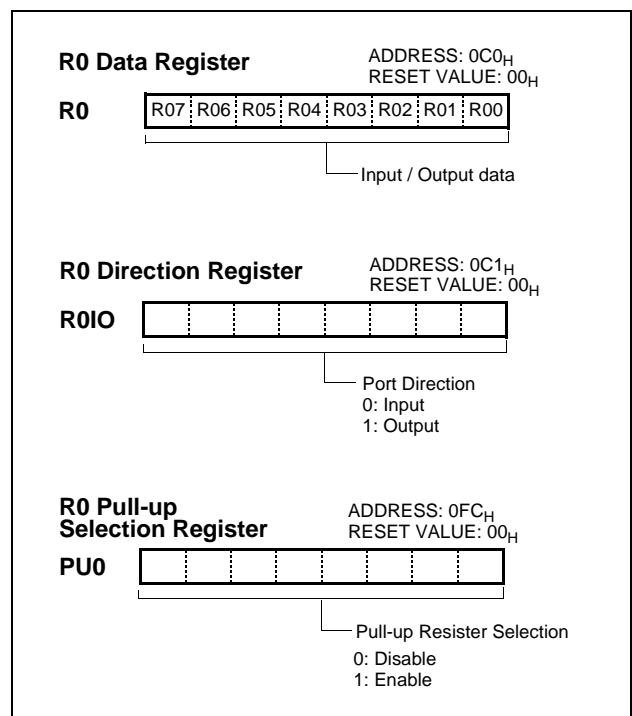 R0 Data Register
ADDRESS: 0C0H
RESET VALUE: 00H
R0
R07 R06 R05 R04 R03 R02 R01 R00
Input / Output data
R0 Direction Register
ADDRESS: 0C1H
RESET VALUE: 00H
R0IO
Port Direction
0: Input
1: Output
R0 Pull-up
Selection Register
ADDRESS: 0FCH
RESET VALUE: 00H
PU0
Pull-up Resister Selection
0: Disable
1: Enable